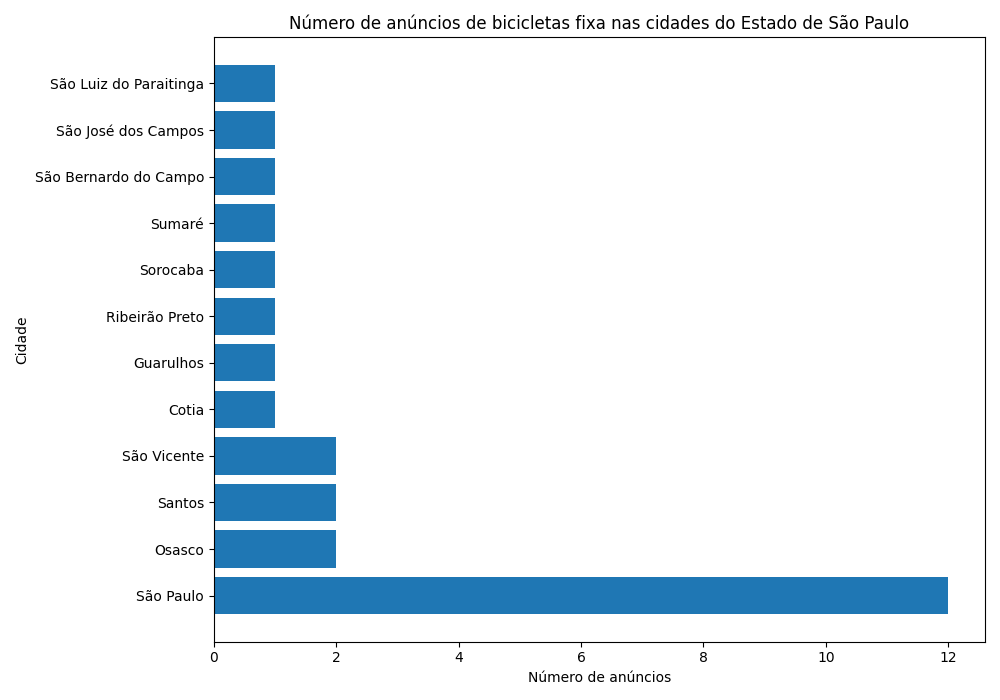 Número de anúncios de bicicletas fixa nas cidades do Estado de São Paulo
São Luiz do Paraitinga
São José dos Campos
São Bernardo do Campo
Sumaré
Sorocaba
Ribeirão Preto
Guarulhos
Cotia
São Vicente
Santos
Osasco
São Paulo
Cidade
0 2 4 6 8 10 12
Número de anúncios